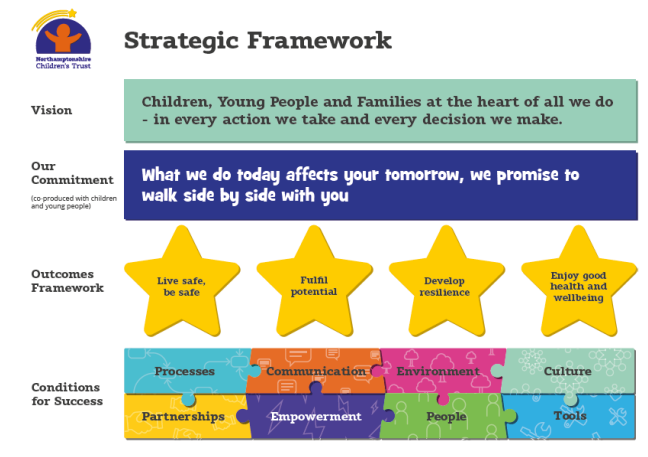 Northamptonshire
Children's Trust
Strategic Framework
Vision
Children, Young People and Families at the heart of all we do
- in every action we take and every decision we make.
Our
Commitment
(co-produced with children
and young people)
What we do today affects your tomorrow, we promise to
walk side by side with you
Outcomes
Framework
Live safe,
be safe
Fulfil
potential
Develop
resilience
Enjoy good
health and
wellbeing
Conditions
for Success
Processes
Communication
Environment
Culture
Partnerships
Empowerment
People
Tools